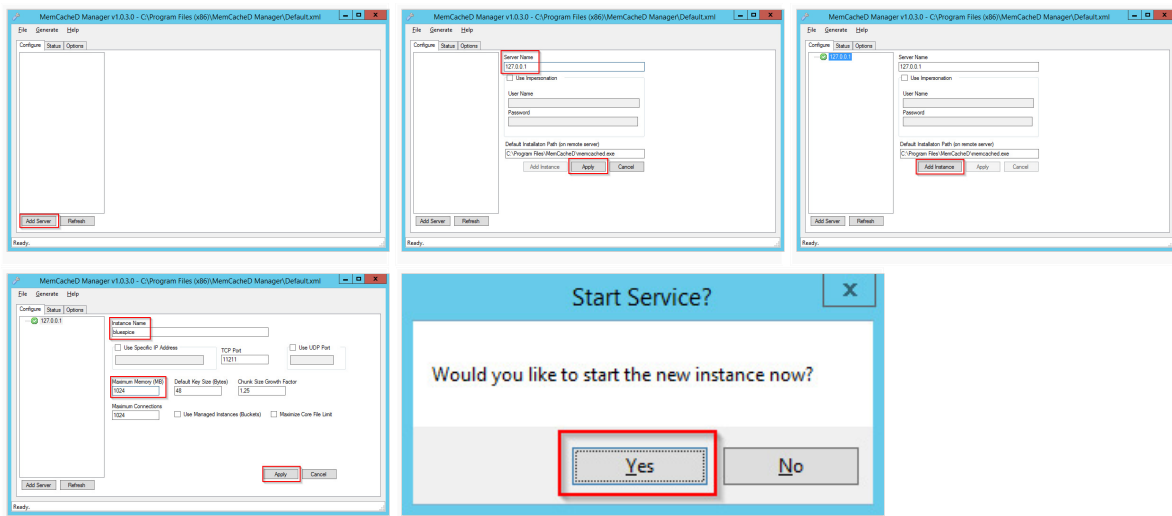 MemCacheD Manager v1.0.3.0 - C:\Program Files (x86)\MemCacheD Manager\Default.xml
File Generate Help
Configure Status Options
Add Server Refresh
Ready.
MemCacheD Manager v1.0.3.0 - C:\Program Files (x86)\MemCacheD Manager\Default.xml
File Generate Help
Configure Status Options
Server Name
127.0.0.1
Use Impersonation
User Name
Password
Default Installaton Path (on remote server)
C:\Program Files\MemCacheD\memcached.exe
Add Instance Apply Cancel
Add Server Refresh
Ready.
MemCacheD Manager v1.0.3.0 - C:\Program Files (x86)\MemCacheD Manager\Default.xml
File Generate Help
Configure Status Options
127.0.0.1
Server Name
127.0.0.1
Use Impersonation
User Name
Password
Default Installaton Path (on remote server)
C:\Program Files\MemCacheD\memcached.exe
Add Instance Apply Cancel
Add Server Refresh
Ready.
MemCacheD Manager v1.0.3.0 - C:\Program Files (x86)\MemCacheD Manager\Default.xml
File Generate Help
Configure Status Options
127.0.0.1
Instance Name
bluespice
Use Specific IP Address TCP Port Use UDP Port
11211
Maximum Memory (MB) Default Key Size (Bytes) Chunk Size Growth Factor
1024 48 1.25
Maximum Connections
1024 Use Managed Instances (Buckets) Maximize Core File Limit
Apply Cancel
Add Server Refresh
Ready.
Start Service?
x
Would you like to start the new instance now?
Yes No